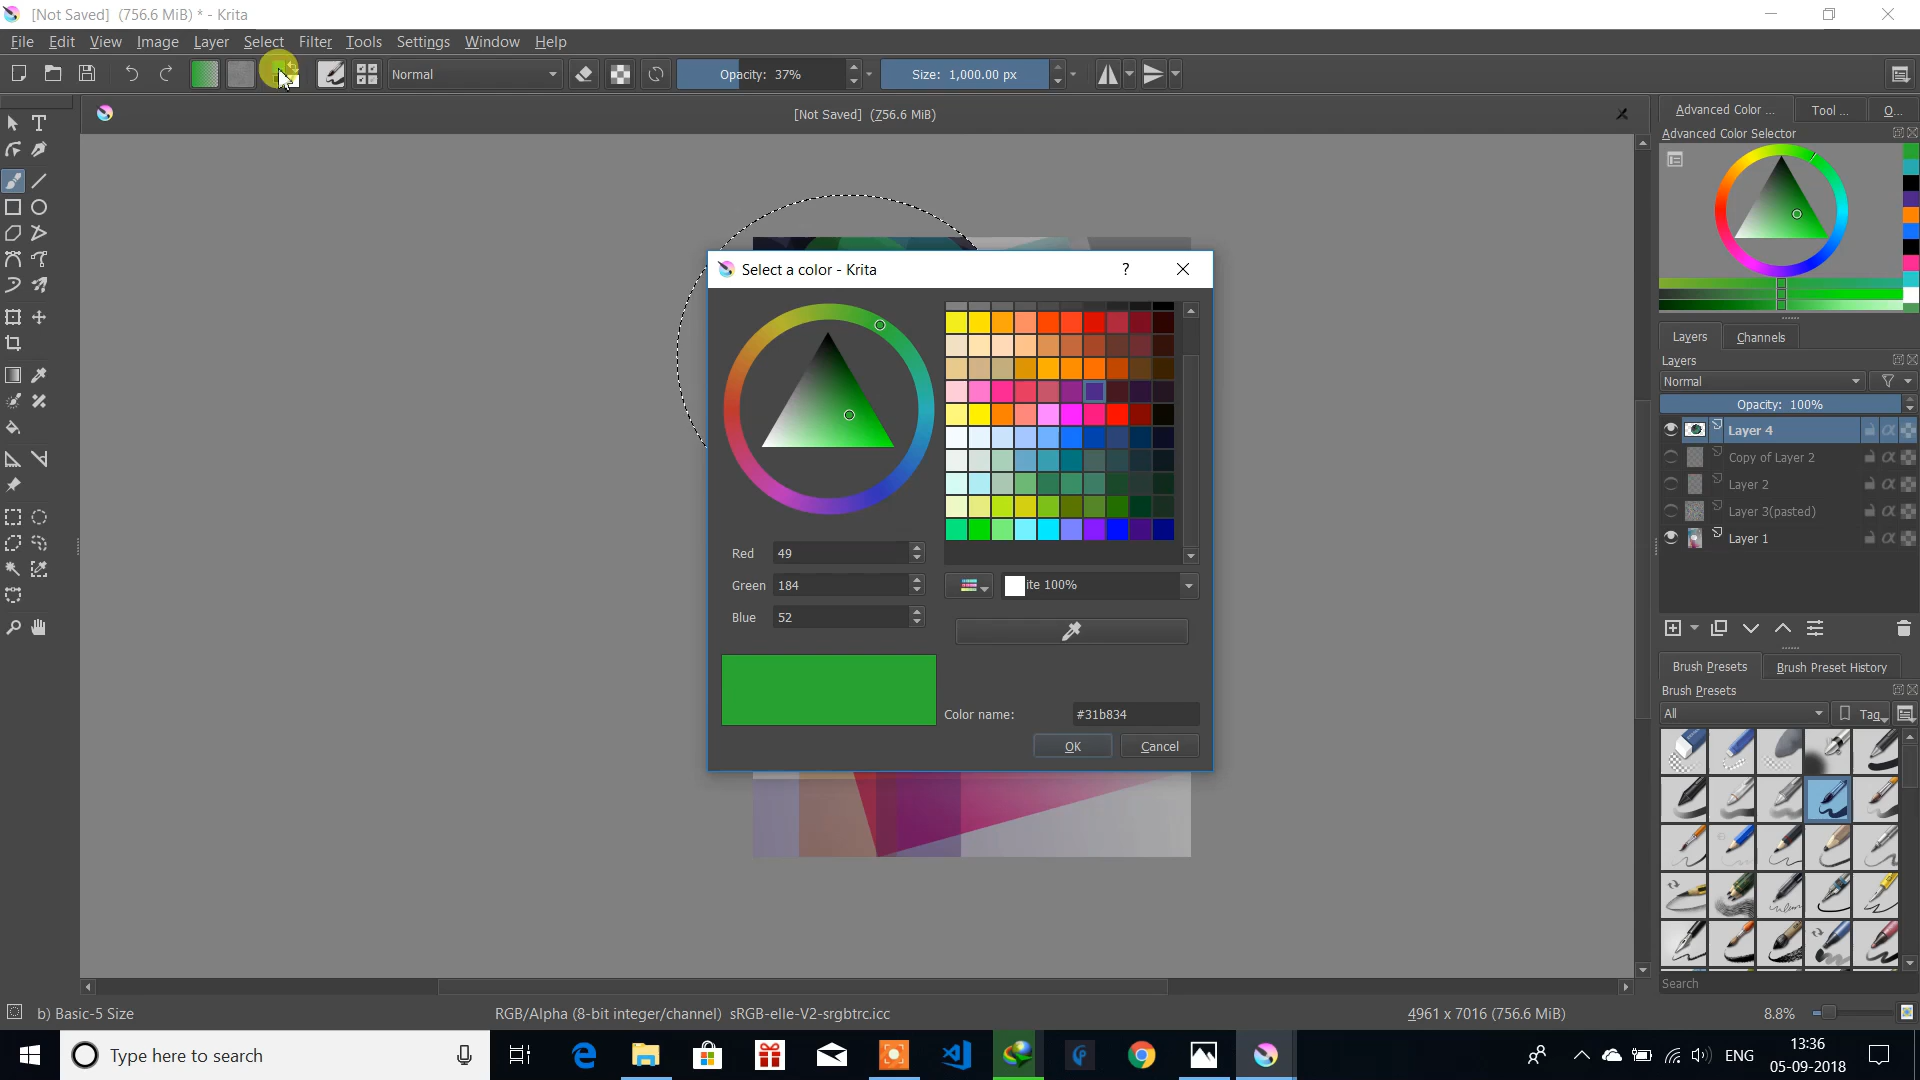 [Not Saved] (756.6 MiB) * - Krita
File Edit View Image Layer Select Filter Tools Settings Window Help
Normal
Opacity: 37%
Size: 1,000.00 px
[Not Saved] (756.6 MiB)
Advanced Color ... Tool ... O...
Advanced Color Selector
Select a color - Krita
?
Layers Channels
Layers
Normal
Opacity: 100%
Layer 4
Copy of Layer 2
Layer 2
Layer 3(pasted)
Layer 1
Red 49
Green 184
Blue 52
ite 100%
Color name: #31b834
OK Cancel
Brush Presets Brush Preset History
Brush Presets
All Tag
Search
b) Basic-5 Size
RGB/Alpha (8-bit integer/channel) sRGB-elle-V2-srgbtrc.icc
4961 x 7016 (756.6 MiB)
8.8%
Type here to search
ENG
13:36
05-09-2018